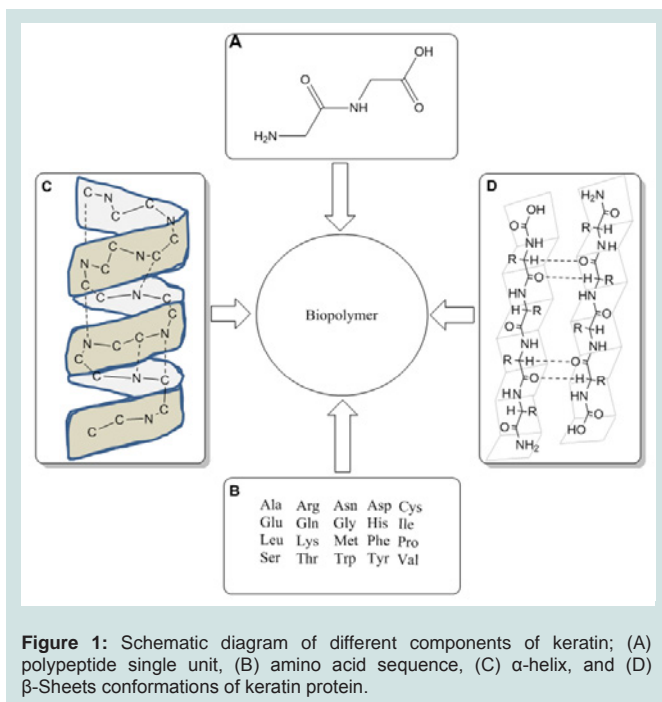 A
OH
O
NH
O
H₂N
C
C N C C N
C C N C N
C C N C
N C C N C
C C N C
C C N C
Biopolymer
D
OH
O
NH
R H
O
HN
H R
O
NH
R H
O
HN
H R
O
NH₂
H₂N
O
R H
NH
O
H R
HN
O
R H
NH
O
H R
HN
O
HO
B
Ala Arg Asn Asp Cys
Glu Gln Gly His Ile
Leu Lys Met Phe Pro
Ser Thr Trp Tyr Val
Figure 1: Schematic diagram of different components of keratin; (A)
polypeptide single unit, (B) amino acid sequence, (C) α-helix, and (D)
β-Sheets conformations of keratin protein.